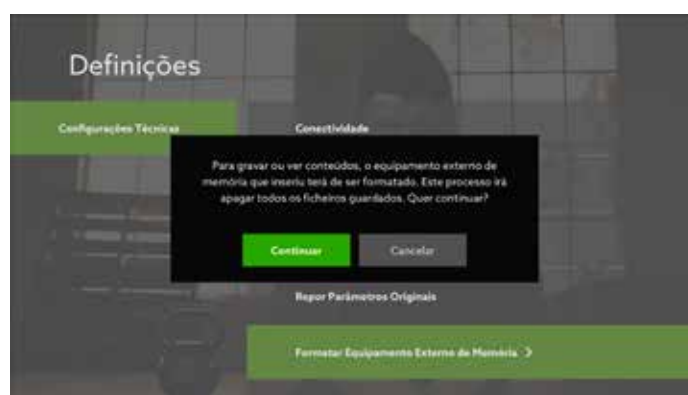 Definições
Configurações Técnicas
Conectividade
Para gravar ou ver conteúdos, o equipamento externo de
memória que inseriu terá de ser formatado. Este processo irá
apagar todos os ficheiros guardados. Quer continuar?
Continuar
Cancelar
Repor Parâmetros Originais
Formatar Equipamento Externo de Memória >